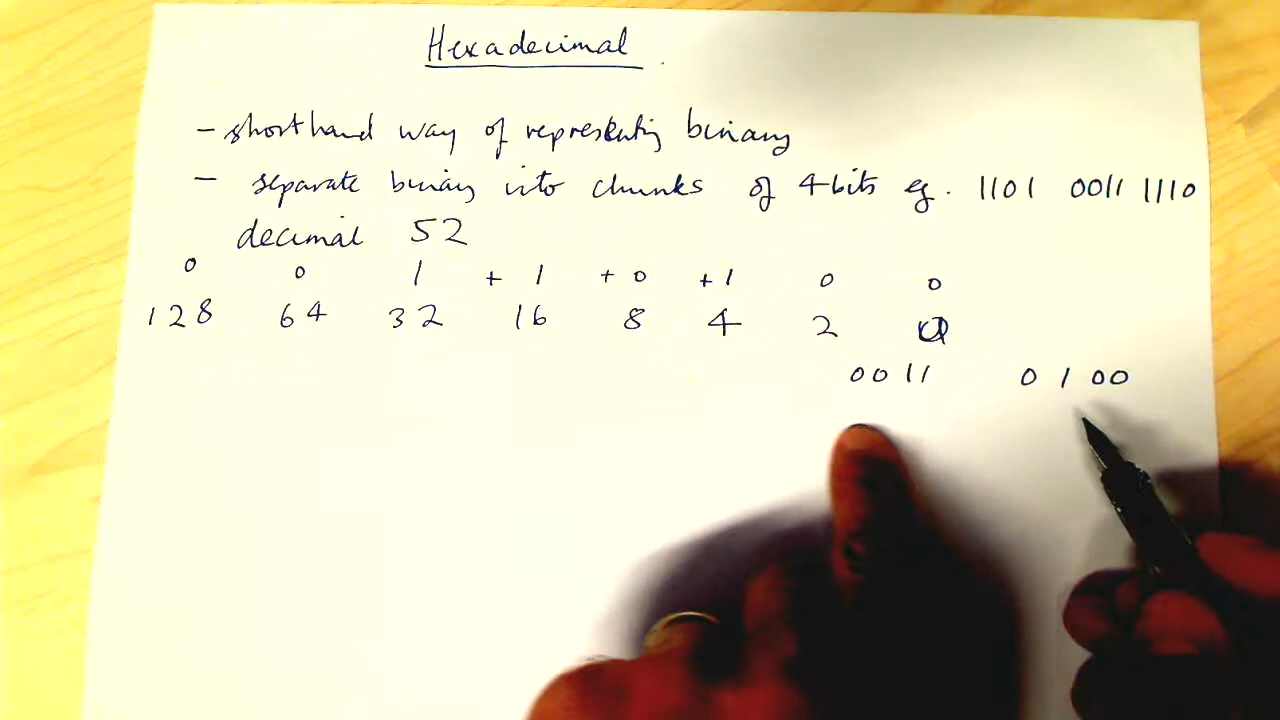 Hexadecimal
- shorthand way of representing binary
- separate binary into chunks of 4 bits eg. 1101 0011 1110
decimal 52
0 0 1 + 1 + 0 + 1 0 0
128 64 32 16 8 4 2
0011 0100